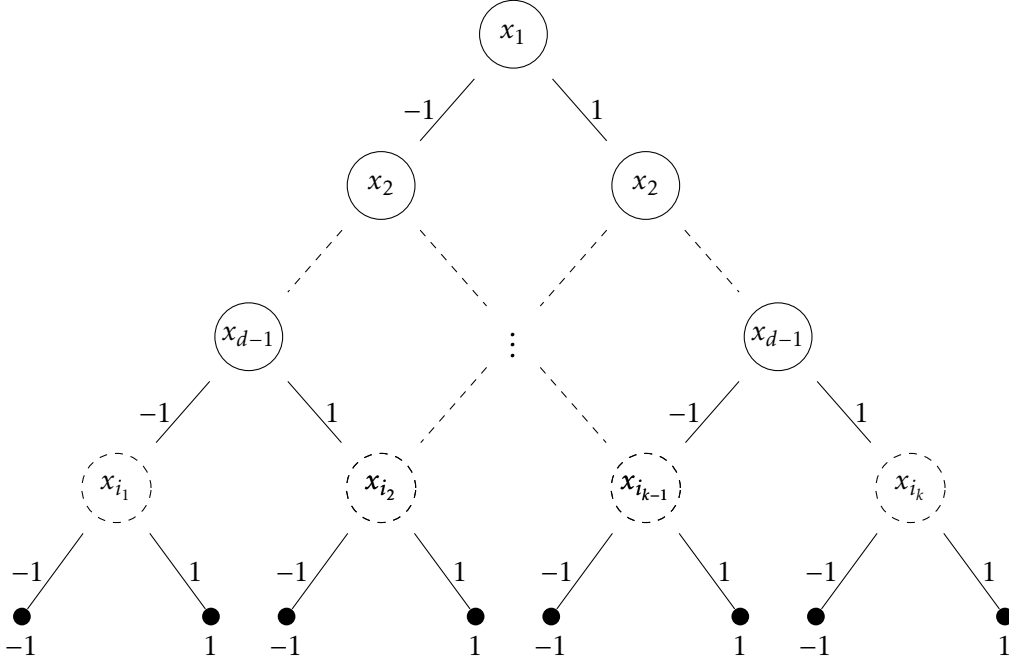 x₁
−1 1
x₂ x₂
x_{d−1} ⋮ x_{d−1}
−1 1 −1 1
x_{i₁} x_{i₂} x_{i_{k−1}} x_{i_k}
−1 1 −1 1 −1 1 −1 1
−1 1 −1 1 −1 1 −1 1